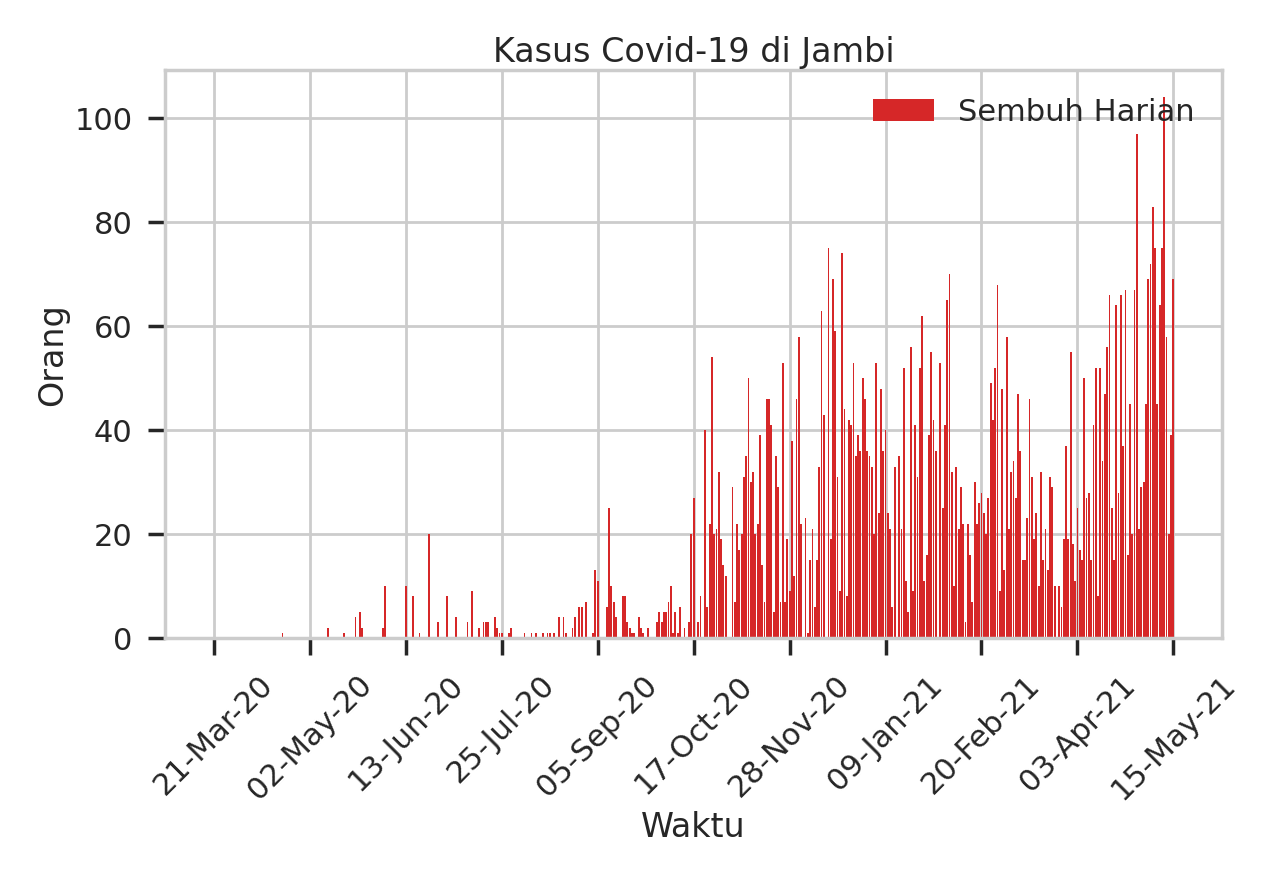 Kasus Covid-19 di Jambi
Sembuh Harian
100
80
60
40
20
0
Orang
21-Mar-20
02-May-20
13-Jun-20
25-Jul-20
05-Sep-20
17-Oct-20
28-Nov-20
09-Jan-21
20-Feb-21
03-Apr-21
15-May-21
Waktu